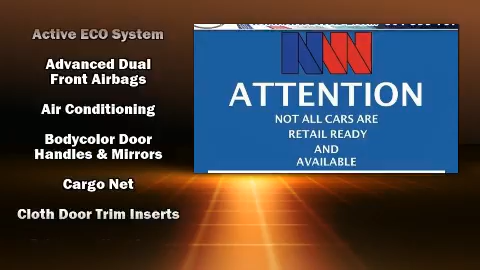 Active ECO System
Advanced Dual
Front Airbags
Air Conditioning
Bodycolor Door
Handles & Mirrors
Cargo Net
Cloth Door Trim Inserts
ATTENTION
NOT ALL CARS ARE
RETAIL READY
AND
AVAILABLE